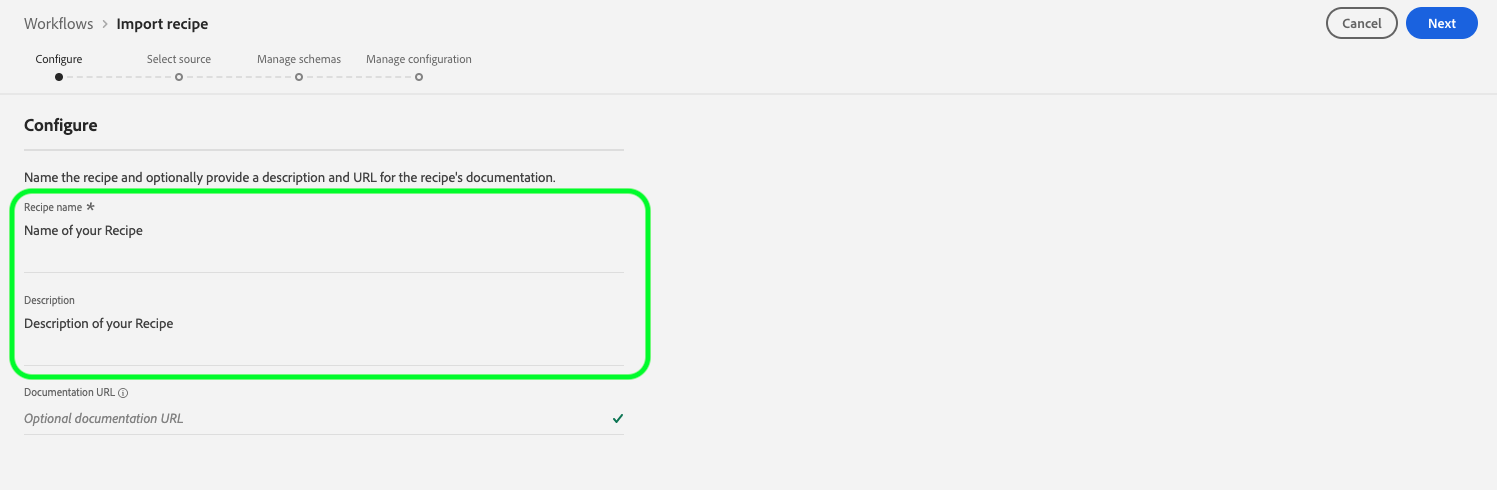 Workflows > Import recipe
Cancel
Next
Configure
Select source
Manage schemas
Manage configuration
Configure
Name the recipe and optionally provide a description and URL for the recipe's documentation.
Recipe name *
Name of your Recipe
Description
Description of your Recipe
Documentation URL
Optional documentation URL